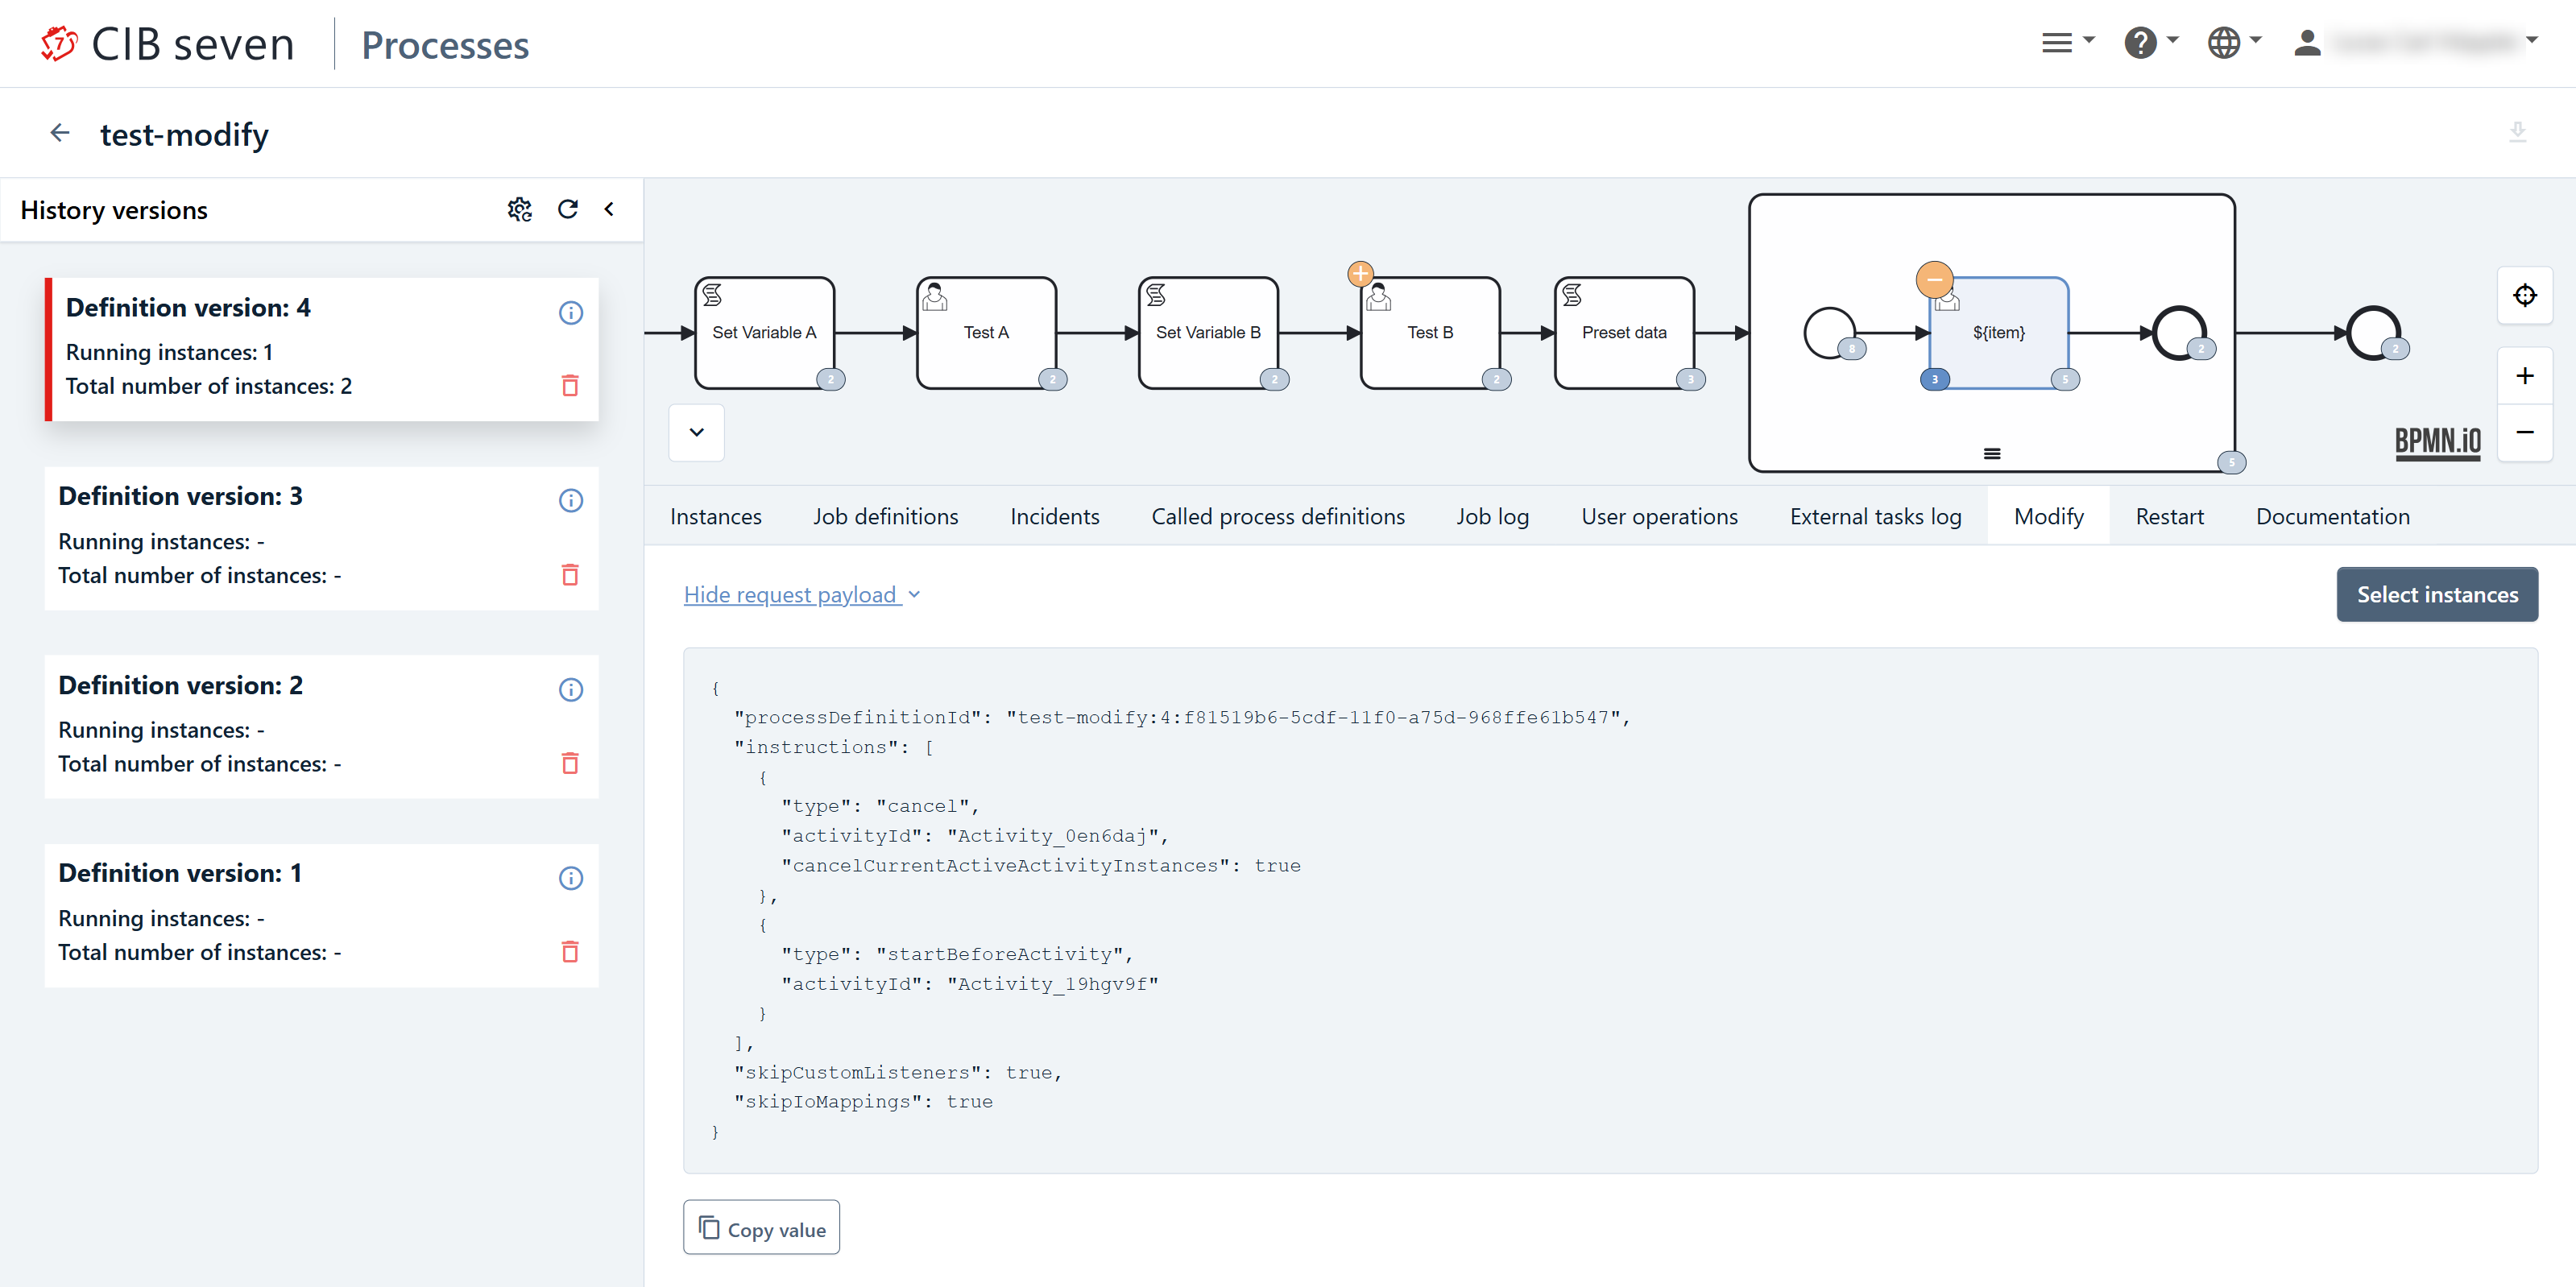 CIB seven
Processes
test-modify
History versions
Definition version: 4
Running instances: 1
Total number of instances: 2
Definition version: 3
Running instances: -
Total number of instances: -
Definition version: 2
Running instances: -
Total number of instances: -
Definition version: 1
Running instances: -
Total number of instances: -
Set Variable A
2
Test A
2
Set Variable B
2
Test B
2
Preset data
3
8
${item}
3
5
2
5
2
BPMN.iO
Instances
Job definitions
Incidents
Called process definitions
Job log
User operations
External tasks log
Modify
Restart
Documentation
Hide request payload
Select instances
{
"processDefinitionId": "test-modify:4:f81519b6-5cdf-11f0-a75d-968ffe61b547",
"instructions": [
{
"type": "cancel",
"activityId": "Activity_0en6daj",
"cancelCurrentActiveActivityInstances": true
},
{
"type": "startBeforeActivity",
"activityId": "Activity_19hgv9f"
}
],
"skipCustomListeners": true,
"skipIoMappings": true
}
Copy value